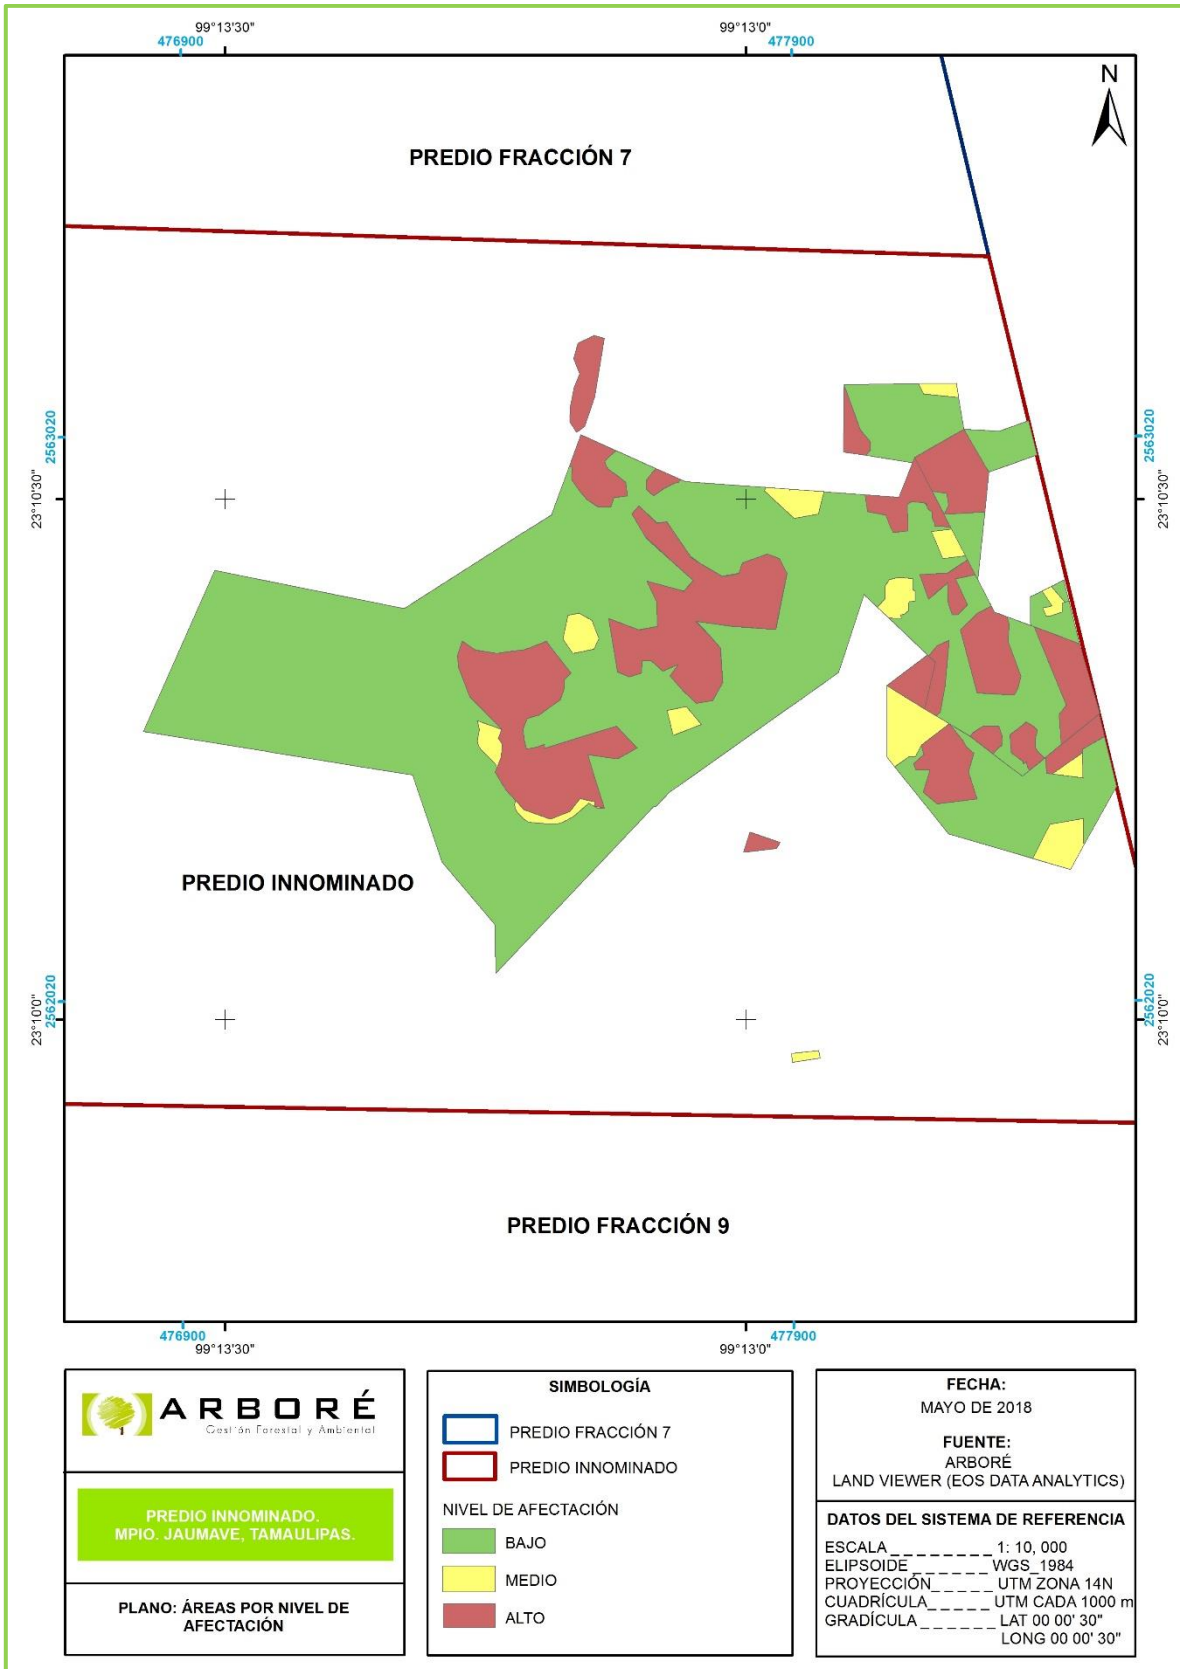 99°13'30"
99°13'0"
476900
477900
N
PREDIO FRACCIÓN 7
2563020
2563020
23°10'30"
23°10'30"
PREDIO INNOMINADO
2562020
2562020
23°10'0"
23°10'0"
PREDIO FRACCIÓN 9
476900
477900
99°13'30"
99°13'0"
ARBORÉ
Gestión Forestal y Ambiental
PREDIO INNOMINADO.
MPIO. JAUMAVE, TAMAULIPAS.
PLANO: ÁREAS POR NIVEL DE
AFECTACIÓN
SIMBOLOGÍA
PREDIO FRACCIÓN 7
PREDIO INNOMINADO
NIVEL DE AFECTACIÓN
BAJO
MEDIO
ALTO
FECHA:
MAYO DE 2018
FUENTE:
ARBORÉ
LAND VIEWER (EOS DATA ANALYTICS)
DATOS DEL SISTEMA DE REFERENCIA
ESCALA _ _ _ _ _ _ _ _ _ 1: 10, 000
ELIPSOIDE _ _ _ _ _ _ _ WGS_1984
PROYECCIÓN_ _ _ _ _ UTM ZONA 14N
CUADRÍCULA_ _ _ _ _ UTM CADA 1000 m
GRADÍCULA _ _ _ _ _ _ LAT 00 00' 30"
LONG 00 00' 30"